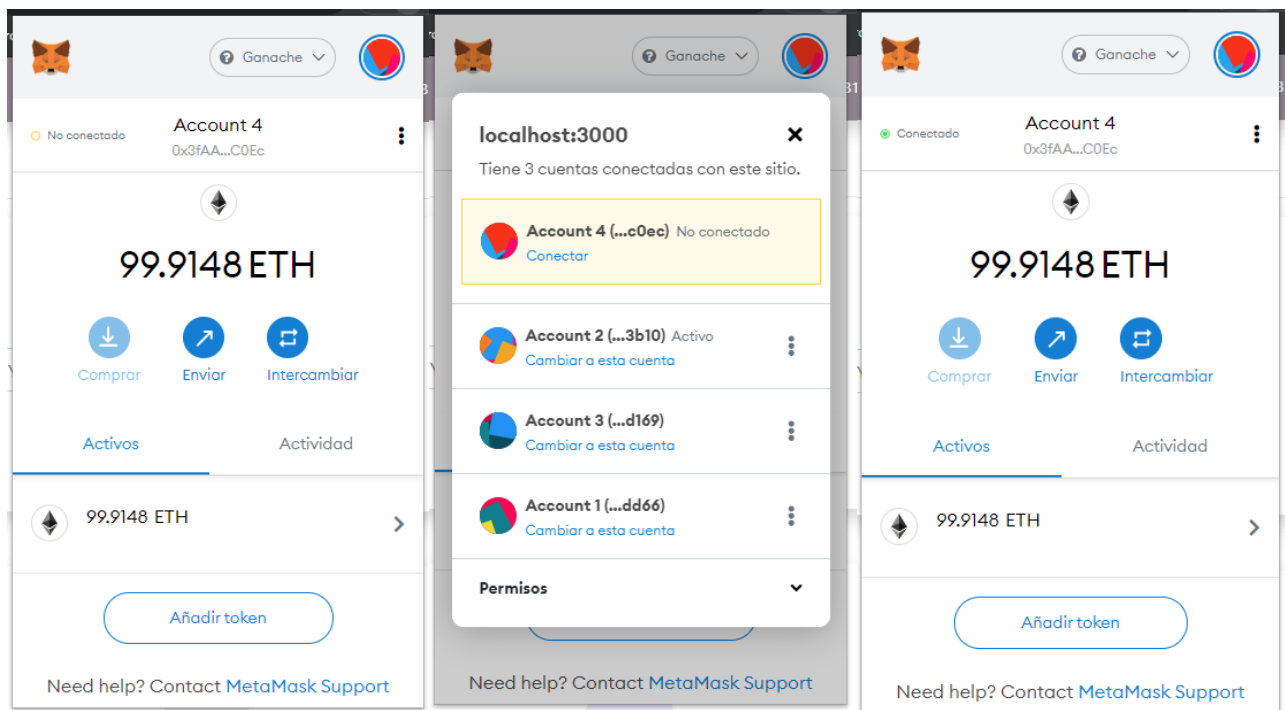 Ganache
No conectado
Account 4
0x3fAA...C0Ec
99.9148 ETH
Comprar
Enviar
Intercambiar
Activos
Actividad
99.9148 ETH
Añadir token
Need help? Contact MetaMask Support
Ganache
localhost:3000
Tiene 3 cuentas conectadas con este sitio.
Account 4 (...c0ec) No conectado
Conectar
Account 2 (...3b10) Activo
Cambiar a esta cuenta
Account 3 (...d169)
Cambiar a esta cuenta
Account 1 (...dd66)
Cambiar a esta cuenta
Permisos
Need help? Contact MetaMask Support
Ganache
Conectado
Account 4
0x3fAA...C0Ec
99.9148 ETH
Comprar
Enviar
Intercambiar
Activos
Actividad
99.9148 ETH
Añadir token
Need help? Contact MetaMask Support